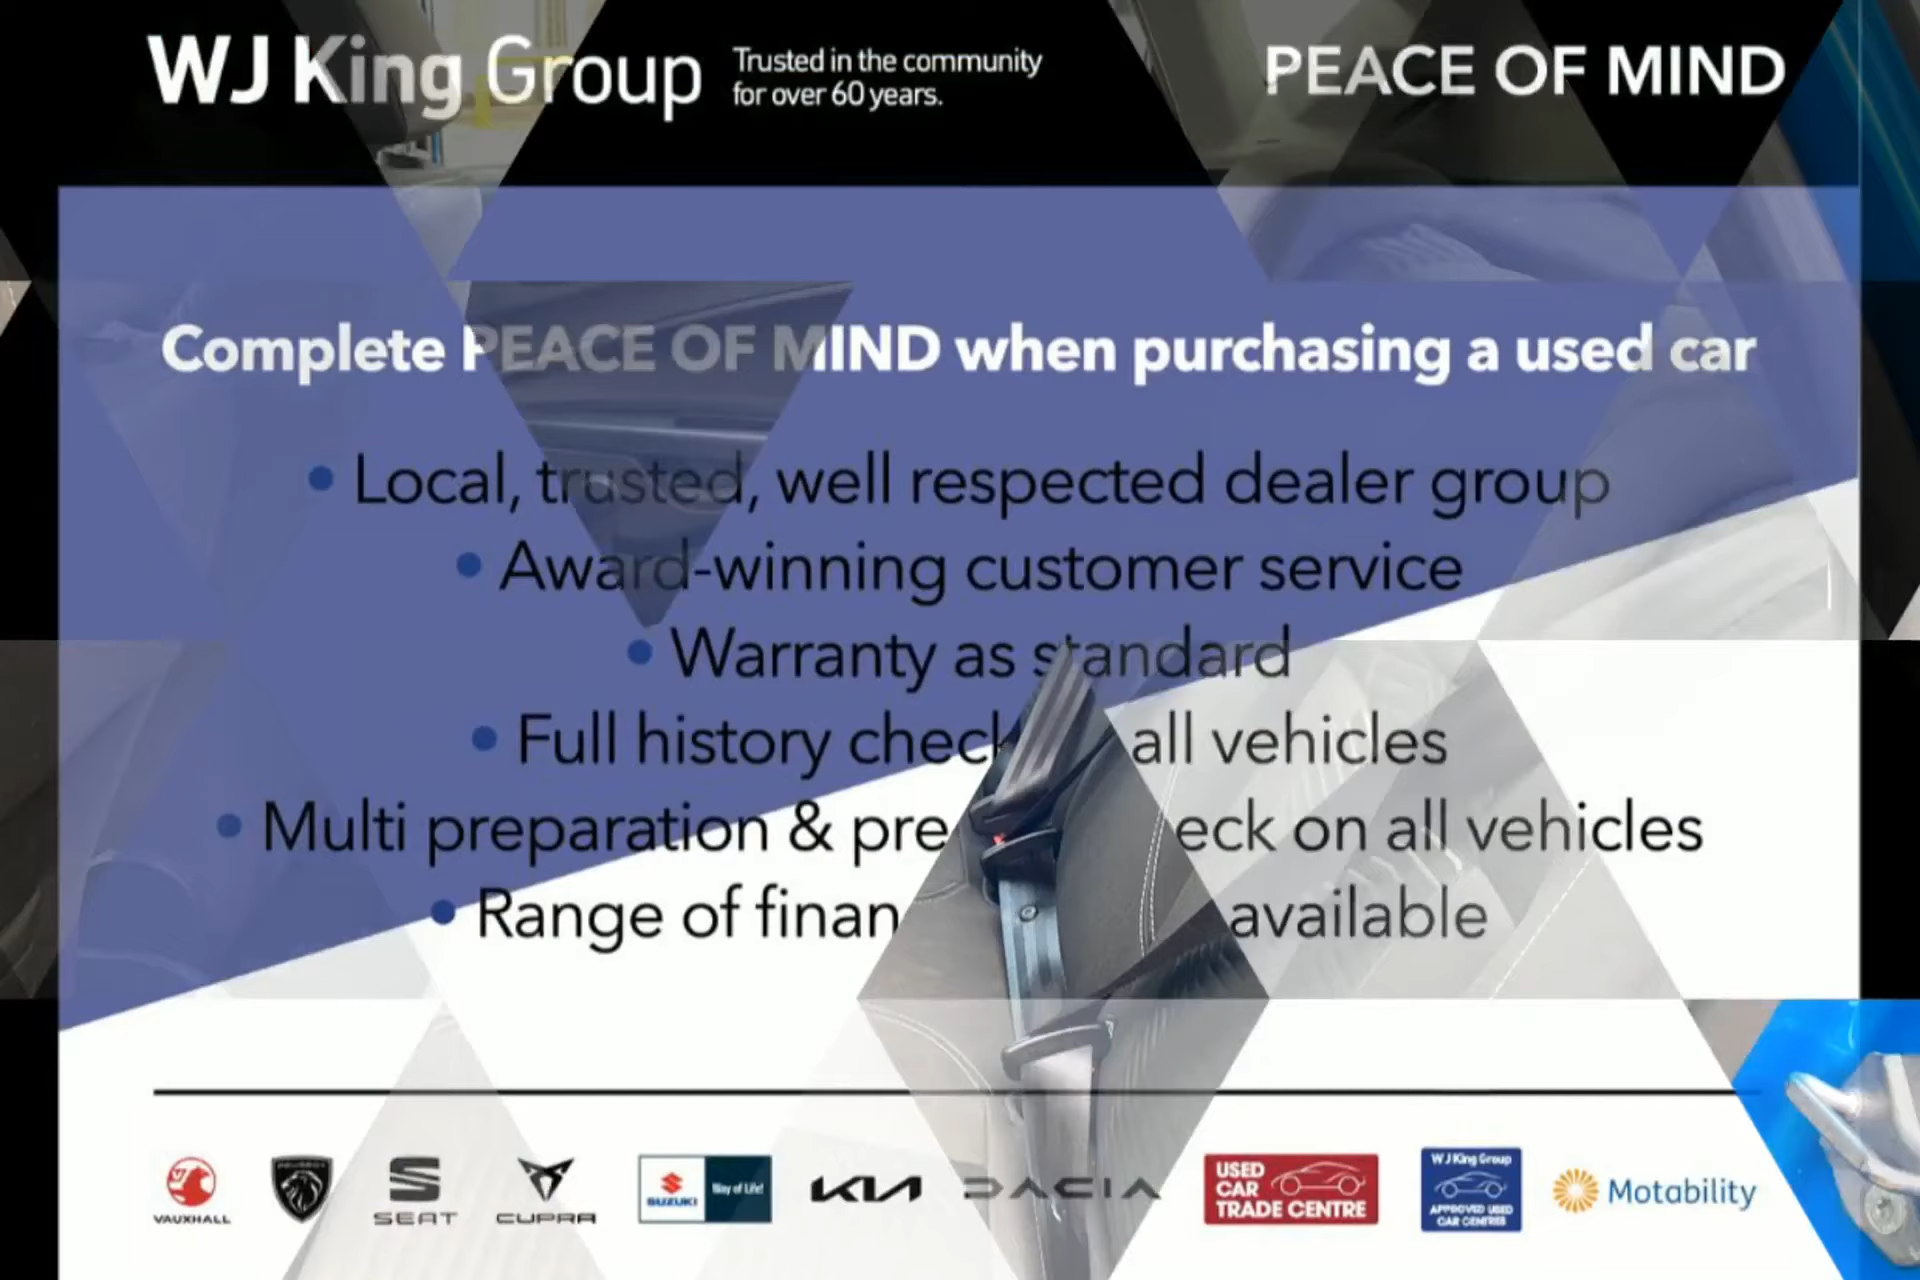 WJ King Group
Trusted in the community
for over 60 years.
PEACE OF MIND
Complete PEACE OF MIND when purchasing a used car
• Local, trusted, well respected dealer group
• Award-winning customer service
• Warranty as standard
• Full history check all vehicles
• Multi preparation & pre eck on all vehicles
• Range of finan available
VAUXHALL
PEUGEOT
SEAT
CUPRA
SUZUKI
Way of Life!
KIA
DACIA
USED
CAR
TRADE CENTRE
WJ King Group
APPROVED USED
CAR CENTRES
Motability